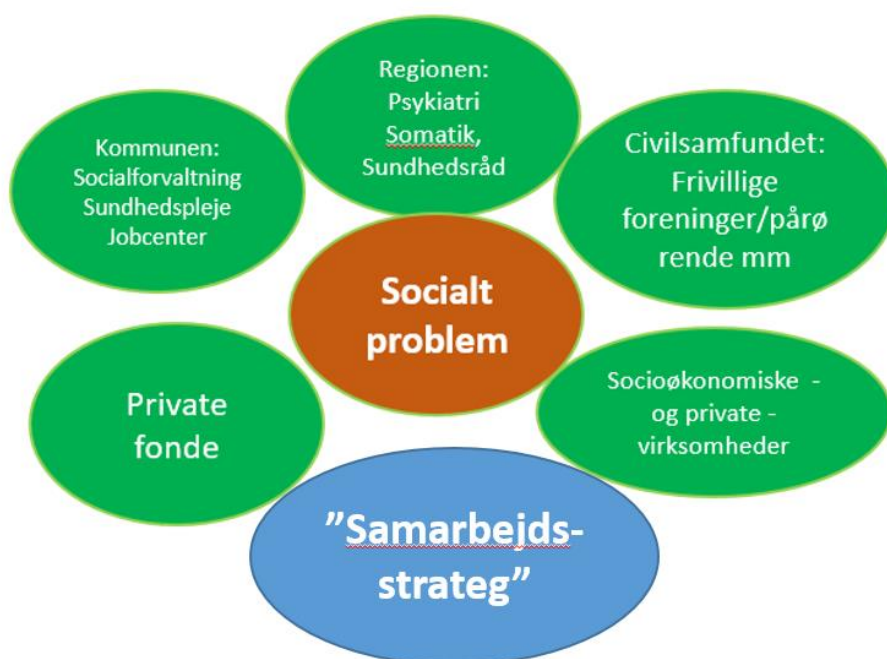 Regionen:
Psykiatri
Somatik,
Sundhedsråd
Kommunen:
Socialforvaltning
Sundhedspleje
Jobcenter
Civilsamfundet:
Frivillige
foreninger/pårø
rende mm
Socialt
problem
Private
fonde
Socioøkonomiske -
og private -
virksomheder
”Samarbejds-
strateg”